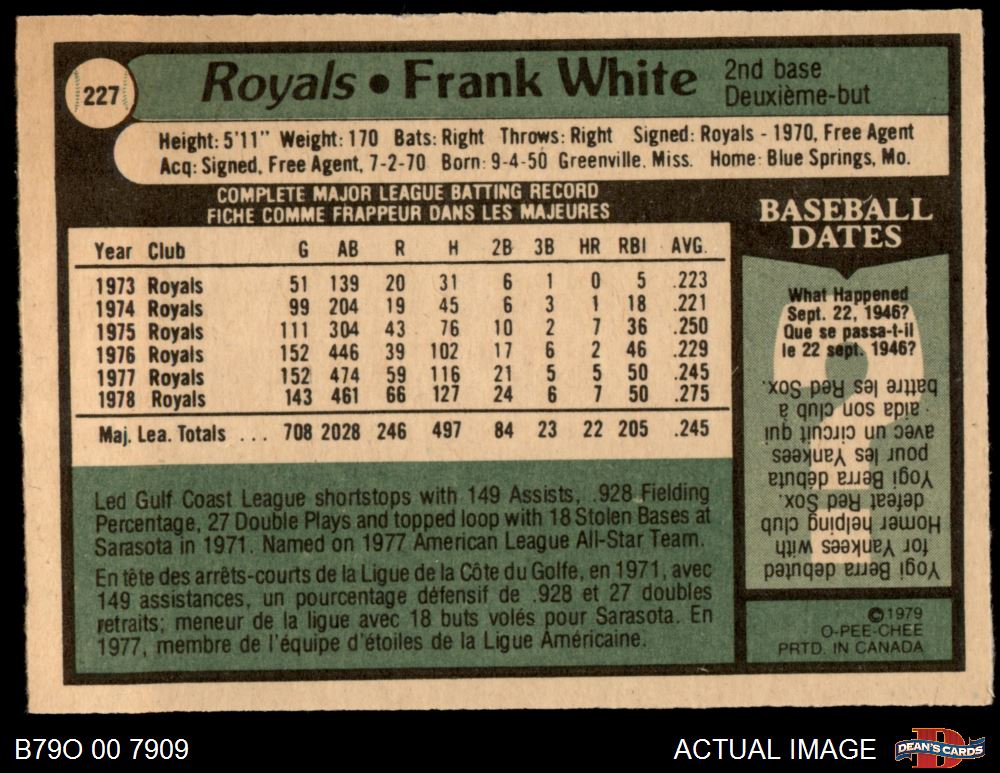 227
Royals • Frank White
2nd base
Deuxième-but
Height: 5'11" Weight: 170 Bats: Right Throws: Right Signed: Royals - 1970, Free Agent
Acq: Signed, Free Agent, 7-2-70 Born: 9-4-50 Greenville, Miss. Home: Blue Springs, Mo.
COMPLETE MAJOR LEAGUE BATTING RECORD
FICHE COMME FRAPPEUR DANS LES MAJEURES
Year Club G AB R H 2B 3B HR RBI AVG.
1973 Royals 51 139 20 31 6 1 0 5 .223
1974 Royals 99 204 19 45 6 3 1 18 .221
1975 Royals 111 304 43 76 10 2 7 36 .250
1976 Royals 152 446 39 102 17 6 2 46 .229
1977 Royals 152 474 59 116 21 5 5 50 .245
1978 Royals 143 461 66 127 24 6 7 50 .275
Maj. Lea. Totals ... 708 2028 246 497 84 23 22 205 .245
Led Gulf Coast League shortstops with 149 Assists, .928 Fielding
Percentage, 27 Double Plays and topped loop with 18 Stolen Bases at
Sarasota in 1971. Named on 1977 American League All-Star Team.
En tête des arrêts-courts de la Ligue de la Côte du Golfe, en 1971, avec
149 assistances, un pourcentage défensif de .928 et 27 doubles
retraits; meneur de la ligue avec 18 buts volés pour Sarasota. En
1977, membre de l'équipe d'étoiles de la Ligue Américaine.
BASEBALL
DATES
What Happened
Sept. 22, 1946?
Que se passa-t-il
le 22 sept. 1946?
Yogi Berra debuted
for Yankees with
Homer helping club
defeat Red Sox.
Yogi Berra débuta
pour les Yankees
avec un circuit qui
aida son club à
battre les Red Sox.
©1979
O-PEE-CHEE
PRTD. IN CANADA
B79O 00 7909
ACTUAL IMAGE
DEAN'S CARDS